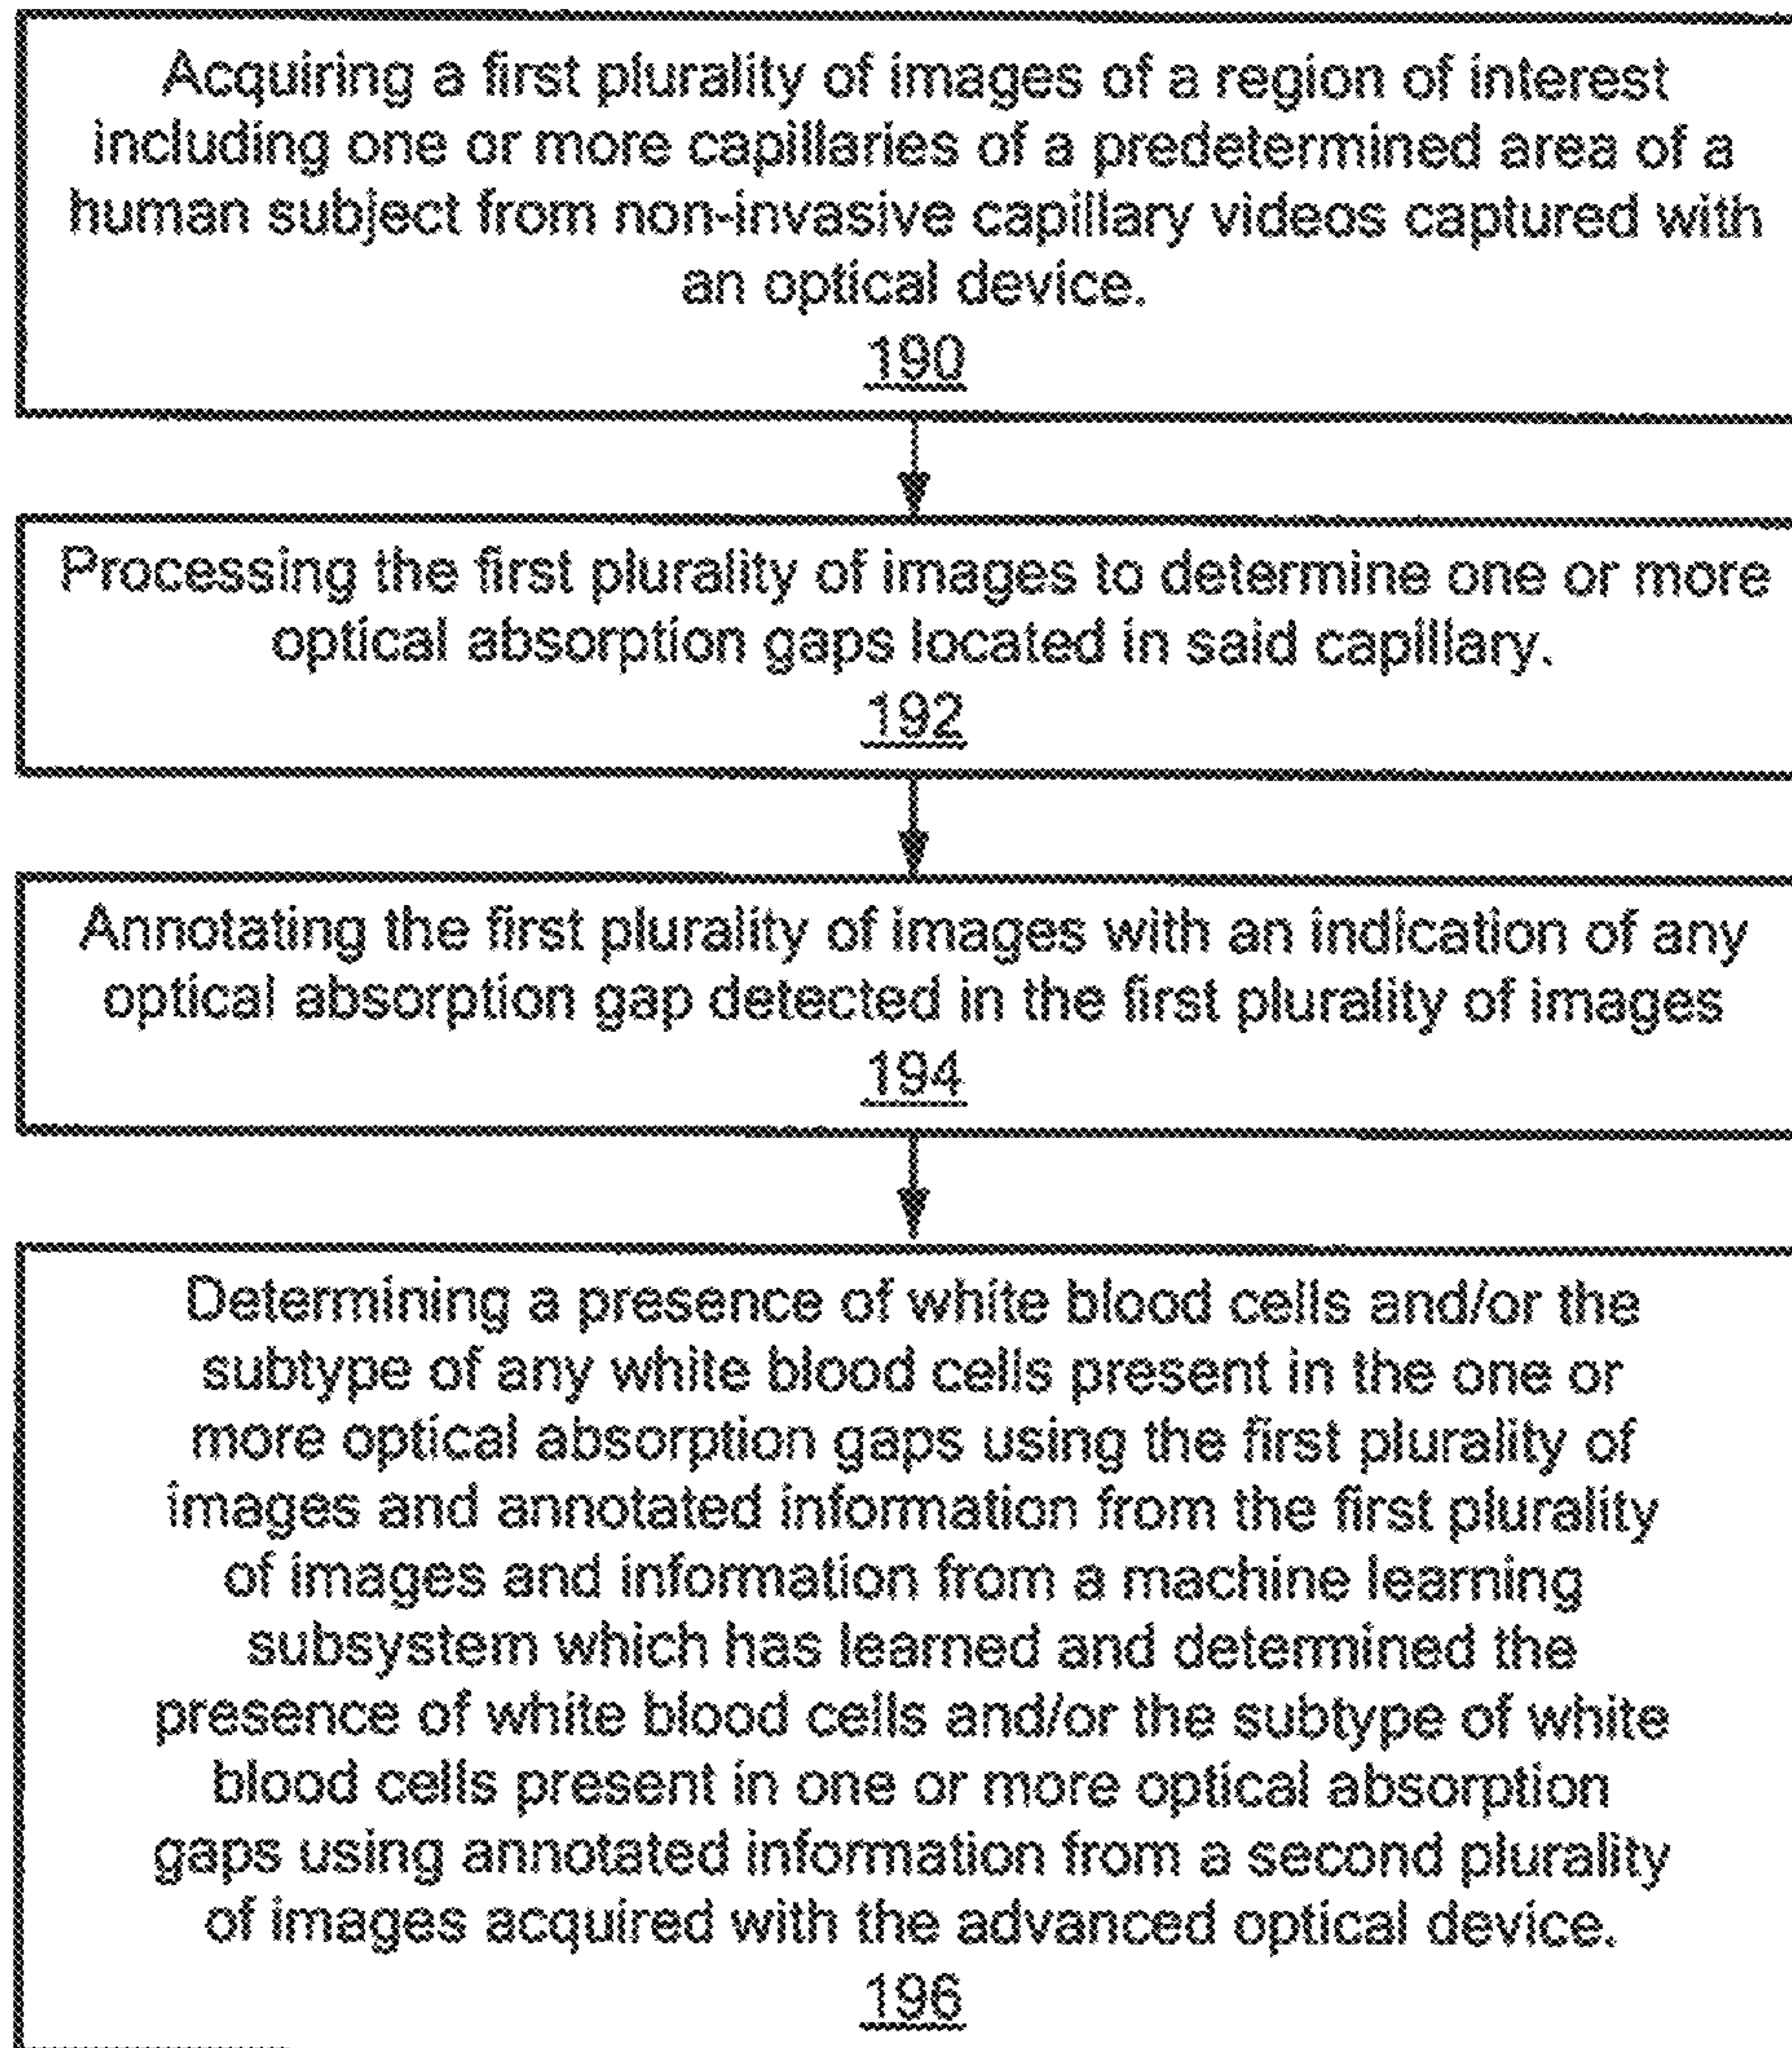 Acquiring a first plurality of images of a region of interest
including one or more capillaries of a predetermined area of a
human subject from non-invasive capillary videos captured with
an optical device.
190
Processing the first plurality of images to determine one or more
optical absorption gaps located in said capillary.
192
Annotating the first plurality of images with an indication of any
optical absorption gap detected in the first plurality of images
194
Determining a presence of white blood cells and/or the
subtype of any white blood cells present in the one or
more optical absorption gaps using the first plurality of
images and annotated information from the first plurality
of images and information from a machine learning
subsystem which has learned and determined the
presence of white blood cells and/or the subtype of white
blood cells present in one or more optical absorption
gaps using annotated information from a second plurality
of images acquired with the advanced optical device.
196